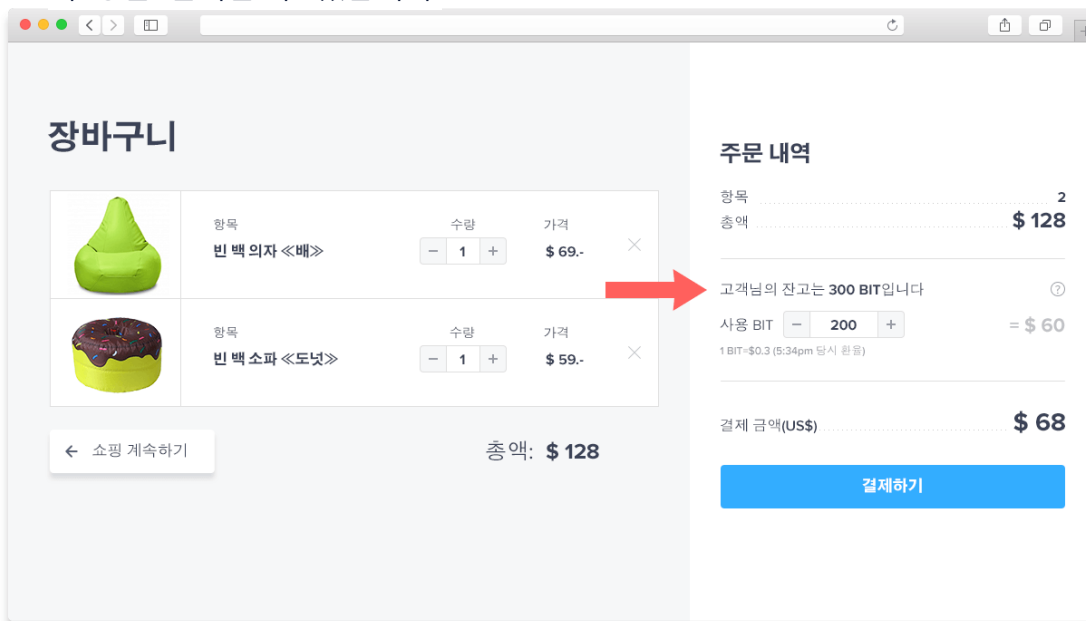 장바구니
항목
수량
가격
빈 백 의자 ≪배≫
− 1 +
$ 69.-
항목
수량
가격
빈 백 소파 ≪도넛≫
− 1 +
$ 59.-
← 쇼핑 계속하기
총액: $ 128
주문 내역
항목 2
총액 $ 128
고객님의 잔고는 300 BIT입니다 ?
사용 BIT − 200 + = $ 60
1 BIT=$0.3 (5:34pm 당시 환율)
결제 금액(US$) $ 68
결제하기